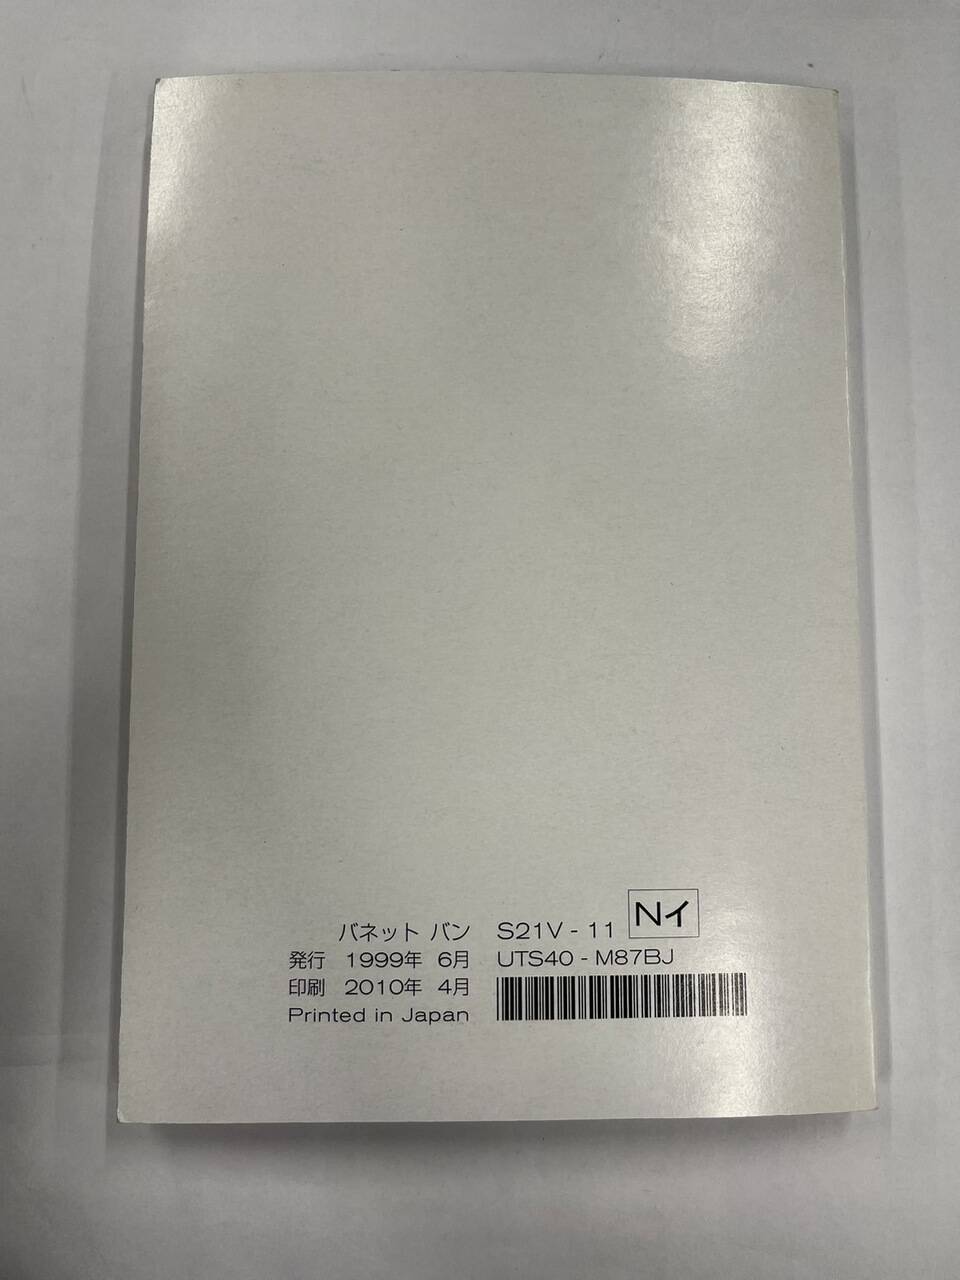 バネット バン S21V - 11 Nイ
発行 1999年 6月 UTS40 - M87BJ
印刷 2010年 4月
Printed in Japan